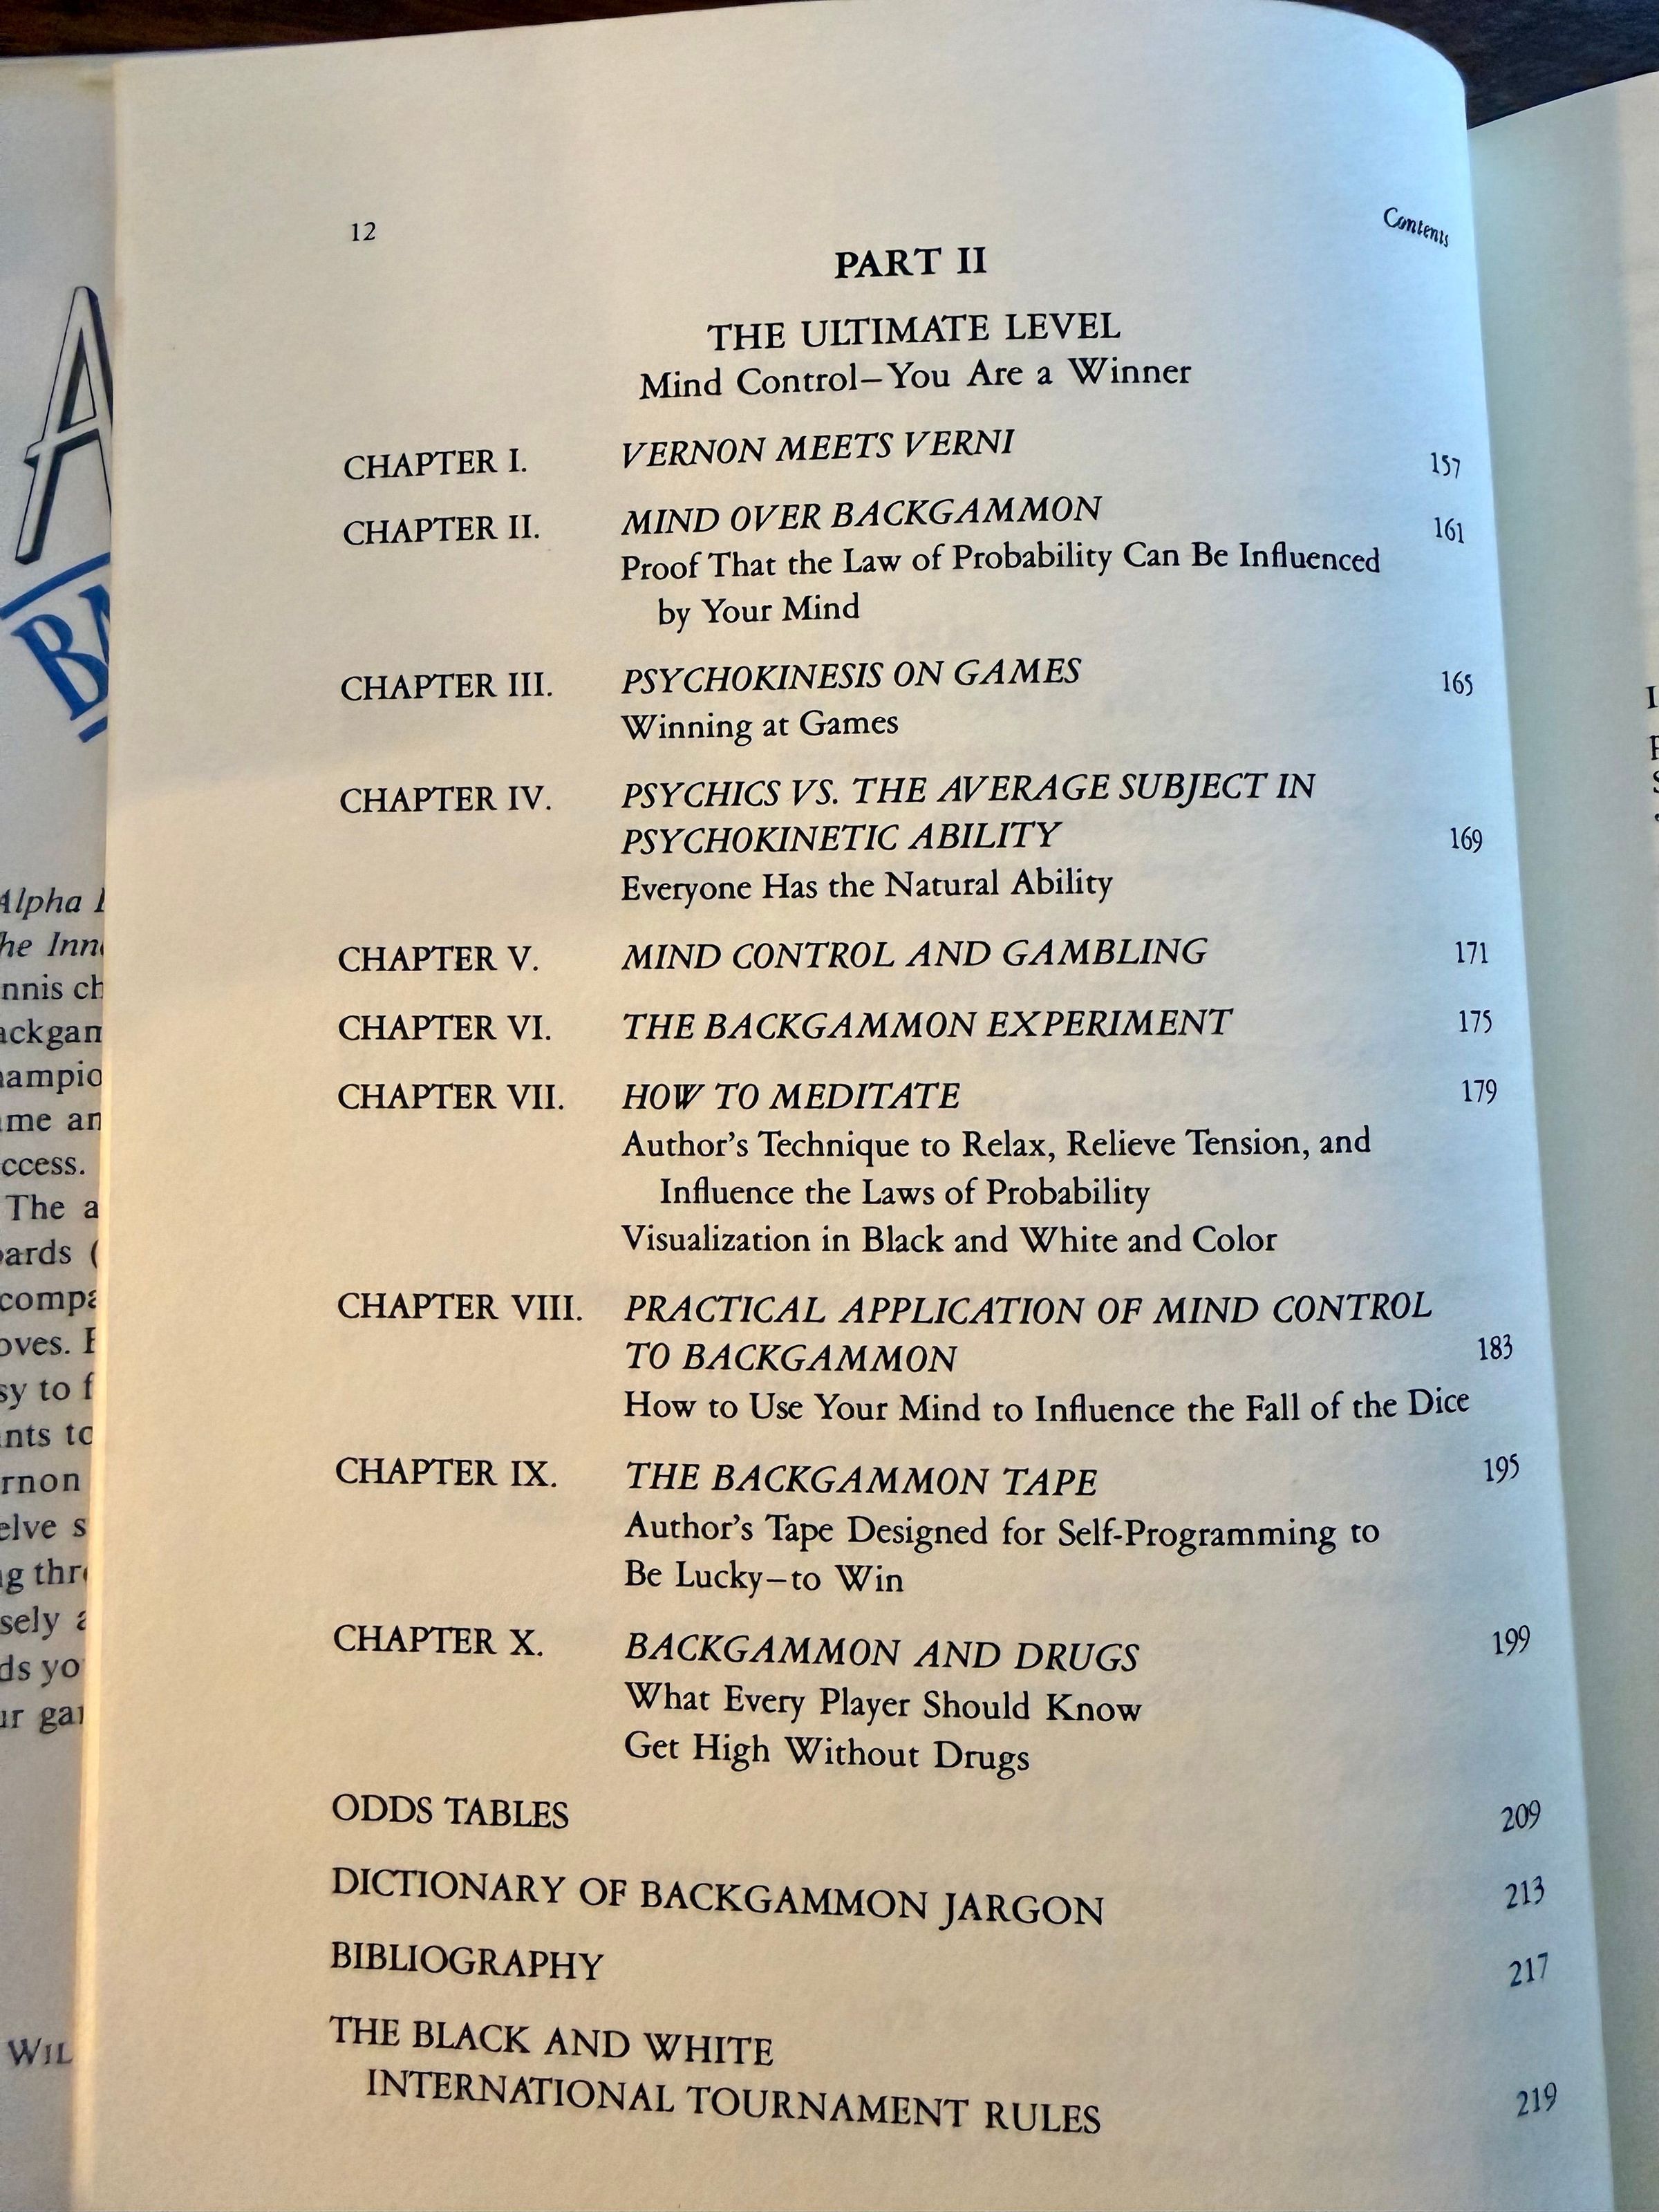 12 Contents
PART II
THE ULTIMATE LEVEL
Mind Control–You Are a Winner
CHAPTER I. VERNON MEETS VERNI 157
CHAPTER II. MIND OVER BACKGAMMON 161
Proof That the Law of Probability Can Be Influenced
by Your Mind
CHAPTER III. PSYCHOKINESIS ON GAMES 165
Winning at Games
CHAPTER IV. PSYCHICS VS. THE AVERAGE SUBJECT IN
PSYCHOKINETIC ABILITY 169
Everyone Has the Natural Ability
CHAPTER V. MIND CONTROL AND GAMBLING 171
CHAPTER VI. THE BACKGAMMON EXPERIMENT 175
CHAPTER VII. HOW TO MEDITATE 179
Author's Technique to Relax, Relieve Tension, and
Influence the Laws of Probability
Visualization in Black and White and Color
CHAPTER VIII. PRACTICAL APPLICATION OF MIND CONTROL
TO BACKGAMMON 183
How to Use Your Mind to Influence the Fall of the Dice
CHAPTER IX. THE BACKGAMMON TAPE 195
Author's Tape Designed for Self-Programming to
Be Lucky–to Win
CHAPTER X. BACKGAMMON AND DRUGS 199
What Every Player Should Know
Get High Without Drugs
ODDS TABLES 209
DICTIONARY OF BACKGAMMON JARGON 213
BIBLIOGRAPHY 217
THE BLACK AND WHITE
INTERNATIONAL TOURNAMENT RULES 219
Alpha
ccess.
The
to